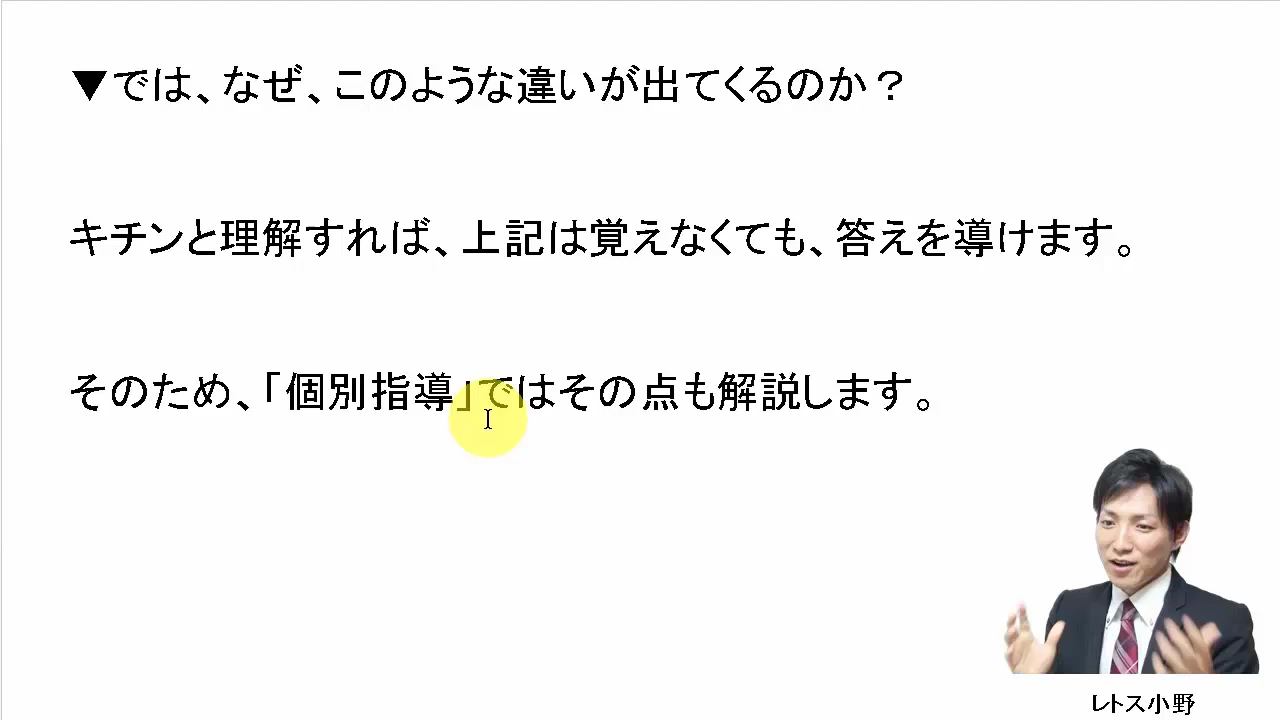 ▼では、なぜ、このような違いが出てくるのか？
キチンと理解すれば、上記は覚えなくても、答えを導けます。
そのため、「個別指導」ではその点も解説します。
レトス小野